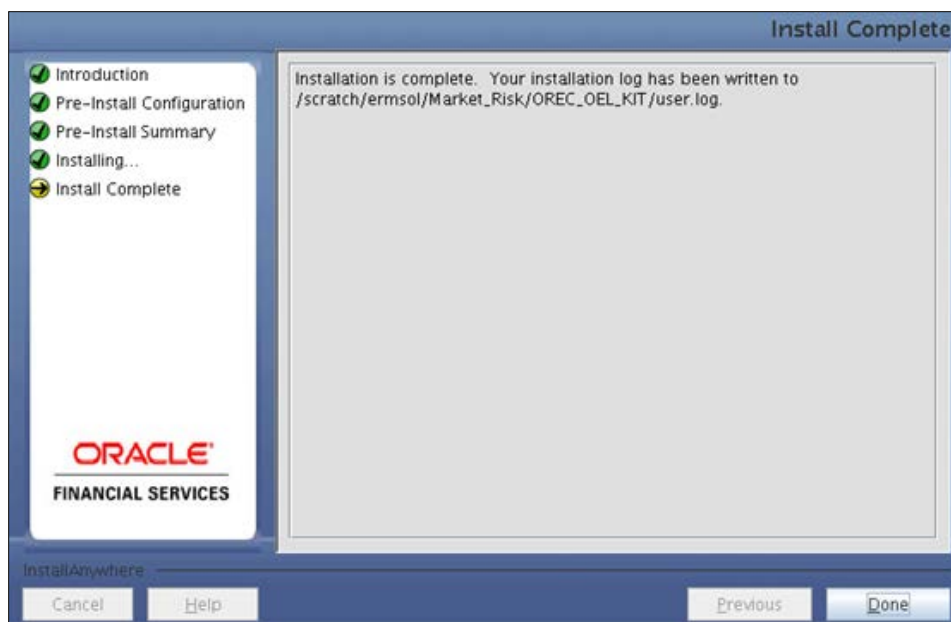 Install Complete
Introduction
Pre-Install Configuration
Pre-Install Summary
Installing...
Install Complete
Installation is complete. Your installation log has been written to
/scratch/ermsol/Market_Risk/OREC_OEL_KIT/user.log.
ORACLE
FINANCIAL SERVICES
InstallAnywhere
Cancel
Help
Previous
Done